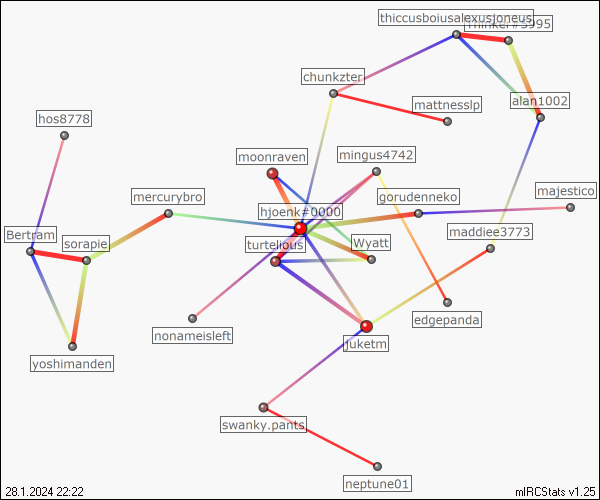 thiccusboiusalexusjoneus
thinker#5995
chunkzter
mattnesslp
alan1002
hos8778
moonraven
mingus4742
mercurybro
gorudenneko
majestico
hjoenk#0000
Bertram
sorapie
turtelious
Wyatt
maddiee3773
nonameisleft
edgepanda
juketm
yoshimanden
swanky.pants
neptune01
28.1.2024 22:22
mIRCStats v1.25